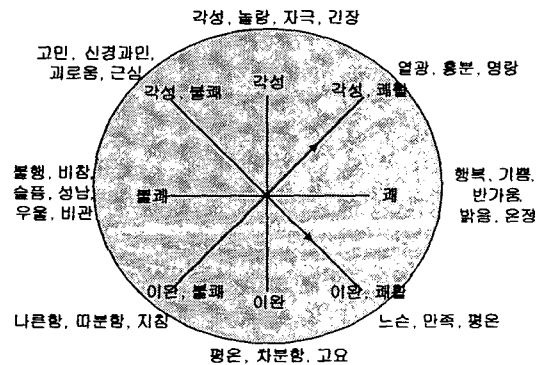 각성, 놀람, 자극, 긴장
고민, 신경과민,
괴로움, 근심
열광, 흥분, 명랑
각성, 불쾌
각성
각성, 쾌활
불행, 비참,
슬픔, 성남,
우울, 비관
불쾌
쾌
행복, 기쁨,
반가움,
밝음, 온정
이완, 불쾌
이완
이완, 쾌활
나른함, 따분함, 지침
느슨, 만족, 평온
평온, 차분함, 고요